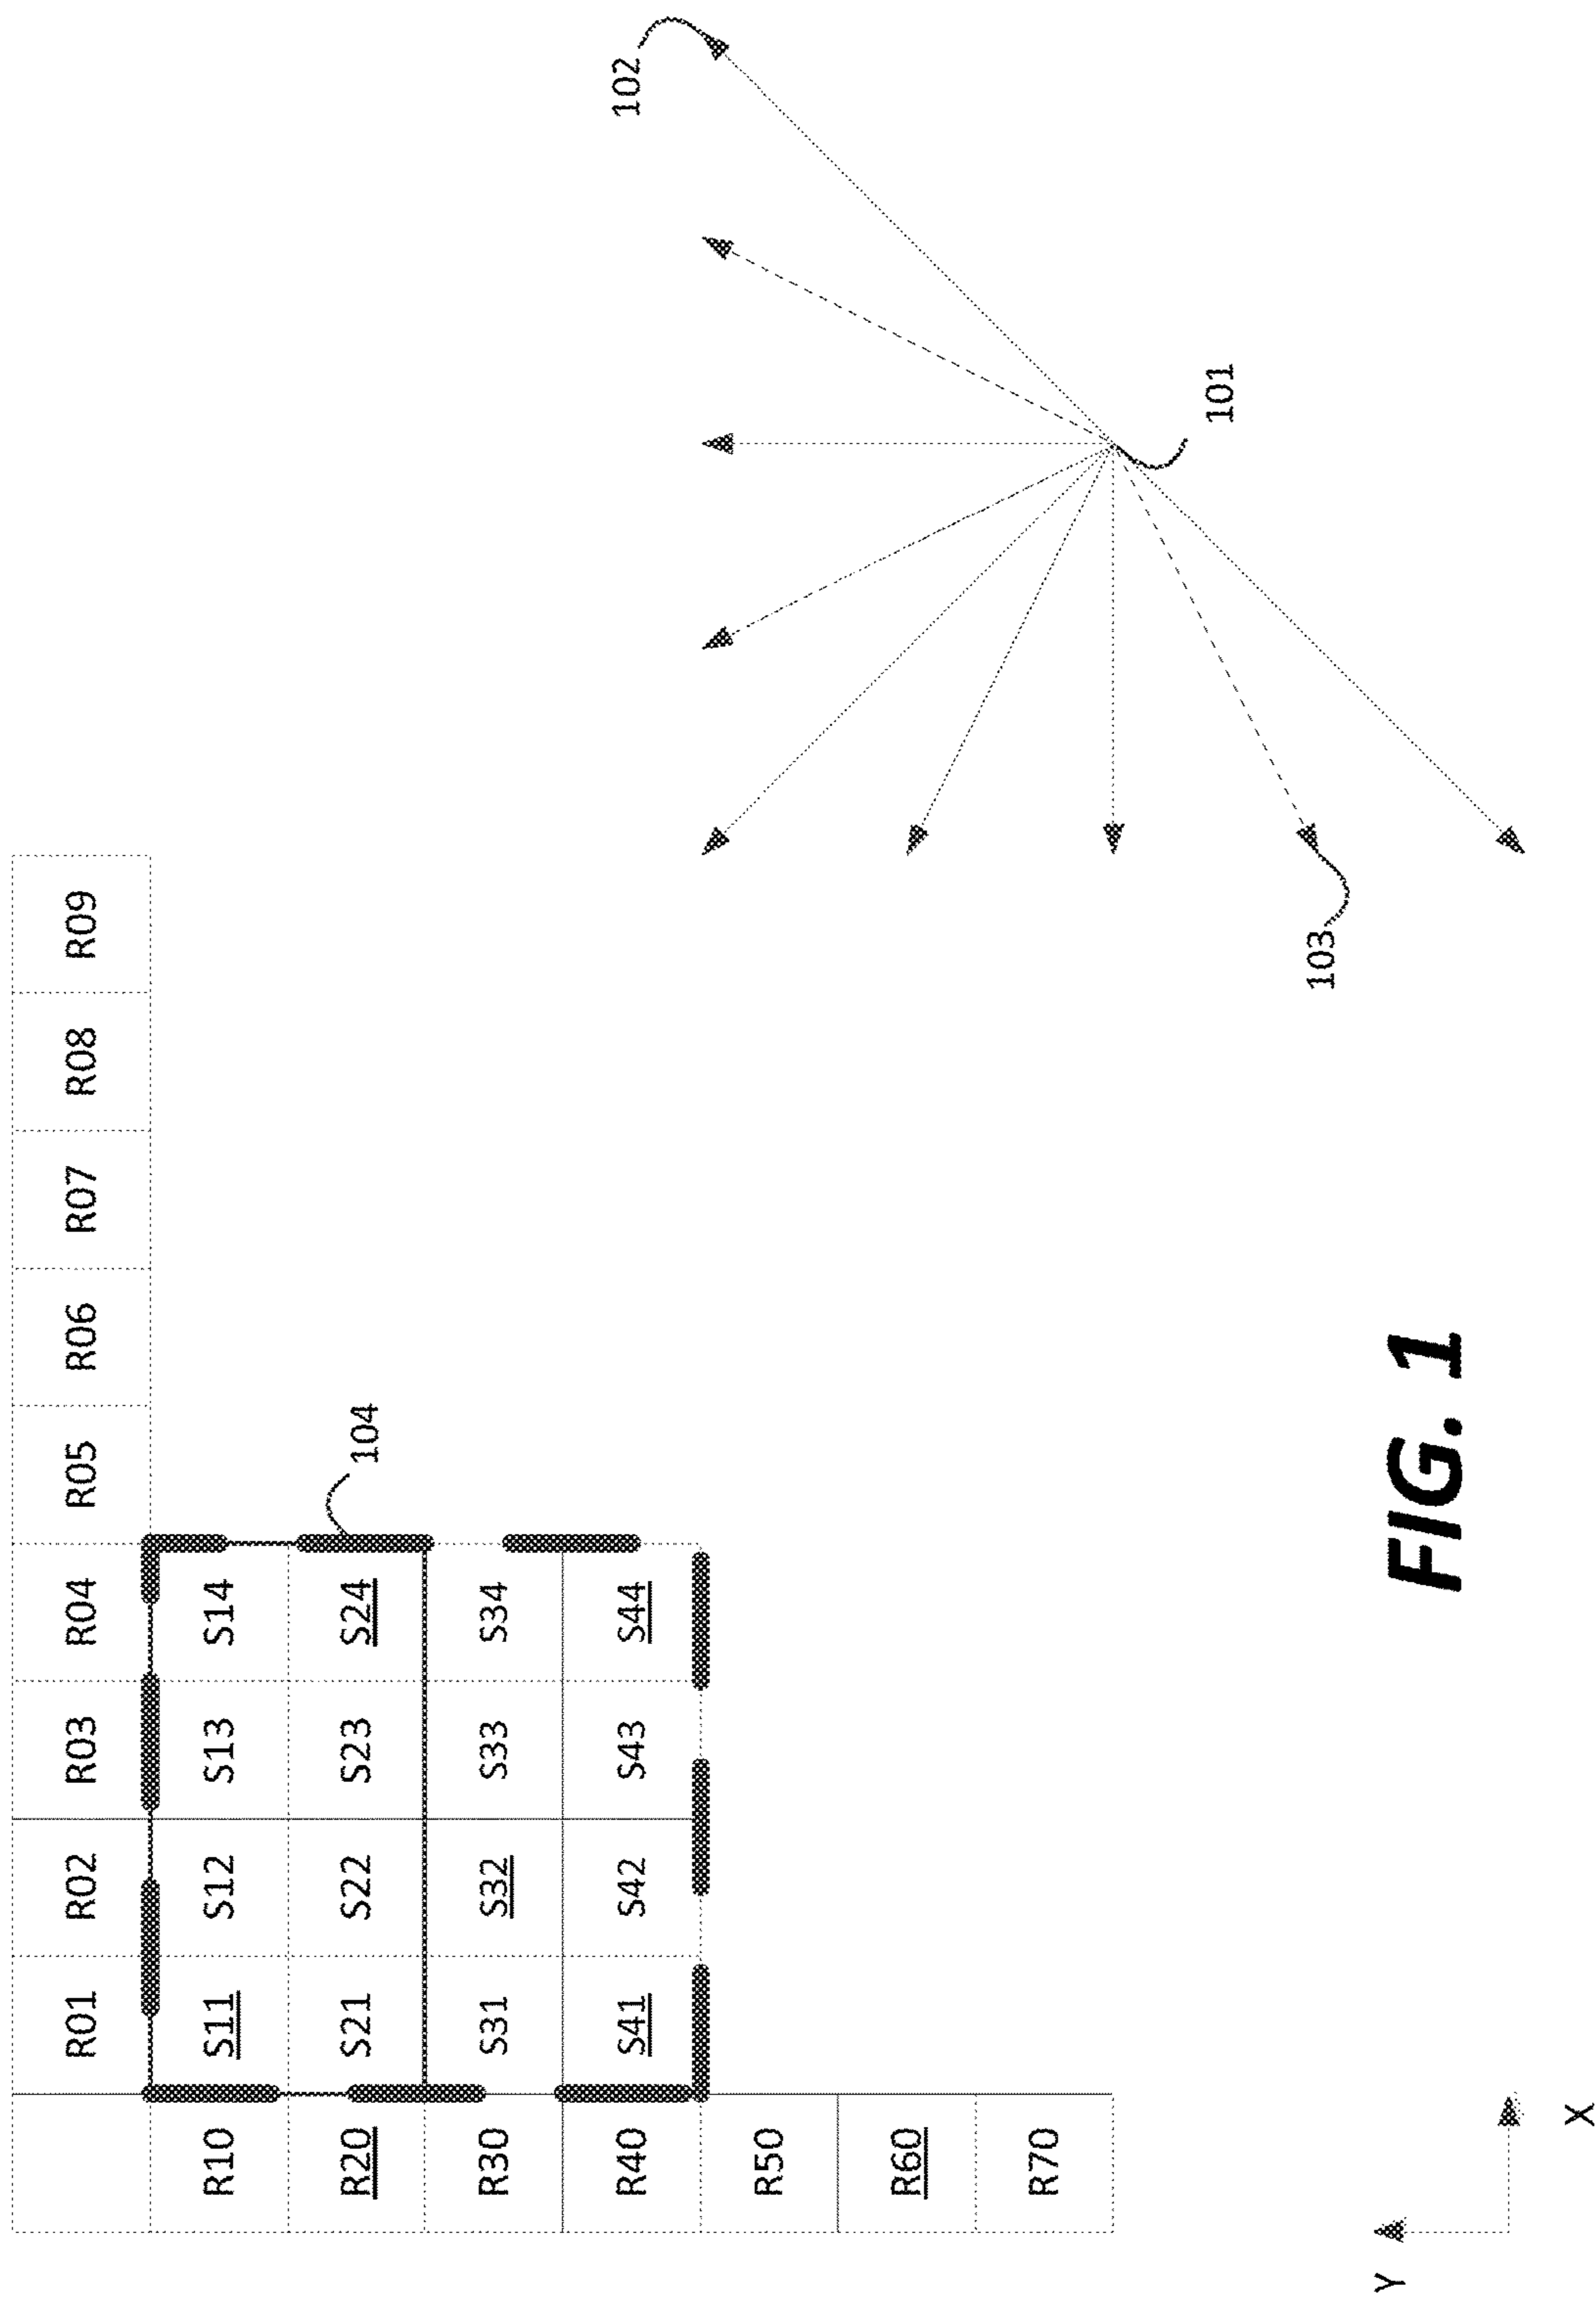 R01 R02 R03 R04 R05 R06 R07 R08 R09
R10 S11 S12 S13 S14
R20 S21 S22 S23 S24
104
R30 S31 S32 S33 S34
R40 S41 S42 S43 S44
R50
R60
R70
102
101
103
Y
X
FIG. 1